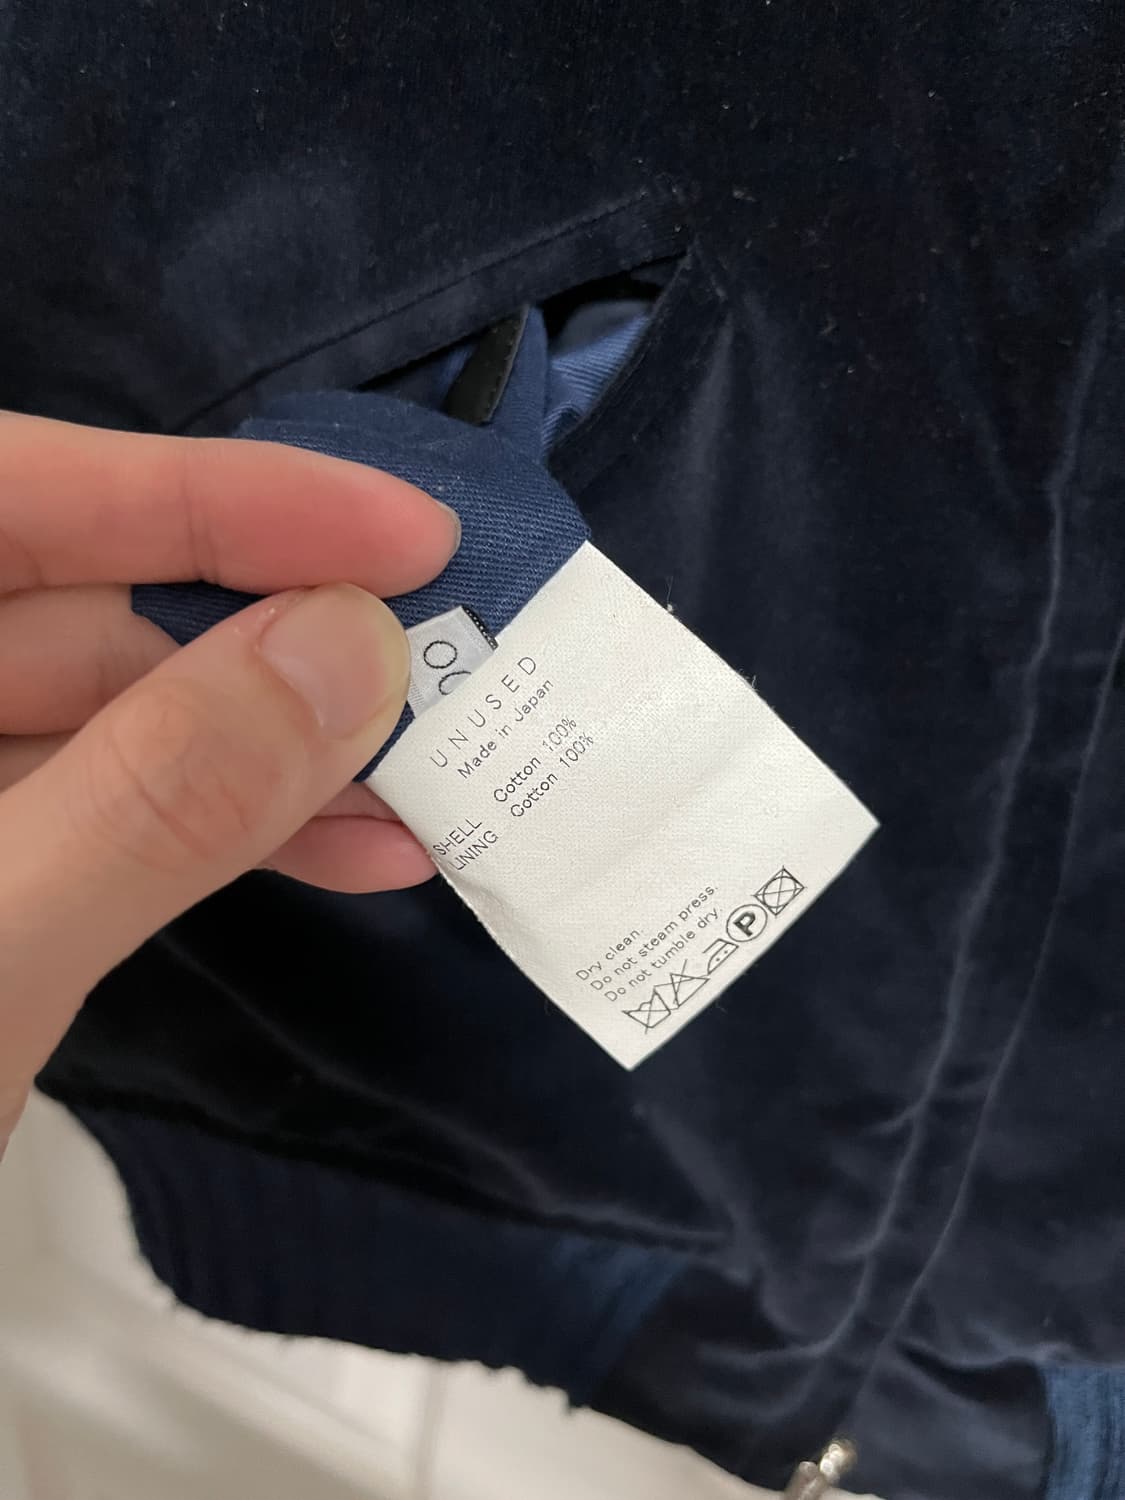 UNUSED
Made in Japan
SHELL Cotton 100%
LINING Cotton 100%
Dry clean.
Do not steam press.
Do not tumble dry.
P